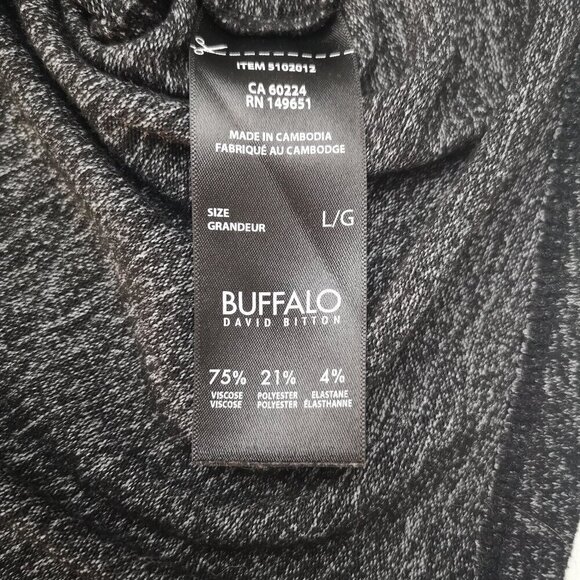 ITEM 5102012
CA 60224
RN 149651
MADE IN CAMBODIA
FABRIQUÉ AU CAMBODGE
SIZE
GRANDEUR
L/G
BUFFALO
DAVID BITTON
75% 21% 4%
VISCOSE POLYESTER ELASTANE
VISCOSE POLYESTER ÉLASTHANNE